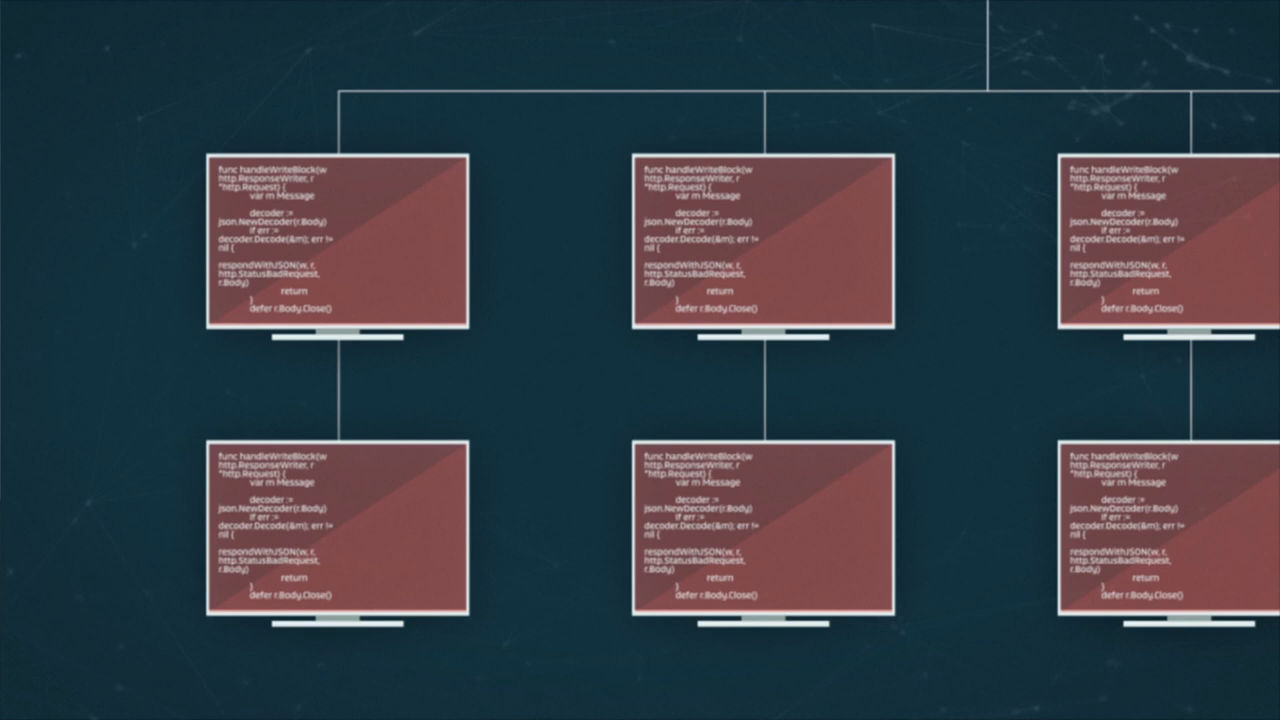 func handleWriteBlock(w
http.ResponseWriter, r
*http.Request) {
var m Message
decoder :=
json.NewDecoder(r.Body)
if err :=
decoder.Decode(&m); err !=
nil {
respondWithJSON(w, r,
http.StatusBadRequest,
r.Body)
return
}
defer r.Body.Close()
func handleWriteBlock(w
http.ResponseWriter, r
*http.Request) {
var m Message
decoder :=
json.NewDecoder(r.Body)
if err :=
decoder.Decode(&m); err !=
nil {
respondWithJSON(w, r,
http.StatusBadRequest,
r.Body)
return
}
defer r.Body.Close()
func handleWriteBlock(w
http.ResponseWriter, r
*http.Request) {
var m Message
decoder :=
json.NewDecoder(r.Body)
if err :=
decoder.Decode(&m); err !=
nil {
respondWithJSON(w, r,
http.StatusBadRequest,
r.Body)
return
}
defer r.Body.Close()
func handleWriteBlock(w
http.ResponseWriter, r
*http.Request) {
var m Message
decoder :=
json.NewDecoder(r.Body)
if err :=
decoder.Decode(&m); err !=
nil {
respondWithJSON(w, r,
http.StatusBadRequest,
r.Body)
return
}
defer r.Body.Close()
func handleWriteBlock(w
http.ResponseWriter, r
*http.Request) {
var m Message
decoder :=
json.NewDecoder(r.Body)
if err :=
decoder.Decode(&m); err !=
nil {
respondWithJSON(w, r,
http.StatusBadRequest,
r.Body)
return
}
defer r.Body.Close()
func handleWriteBlock(w
http.ResponseWriter, r
*http.Request) {
var m Message
decoder :=
json.NewDecoder(r.Body)
if err :=
decoder.Decode(&m); err !=
nil {
respondWithJSON(w, r,
http.StatusBadRequest,
r.Body)
return
}
defer r.Body.Close()